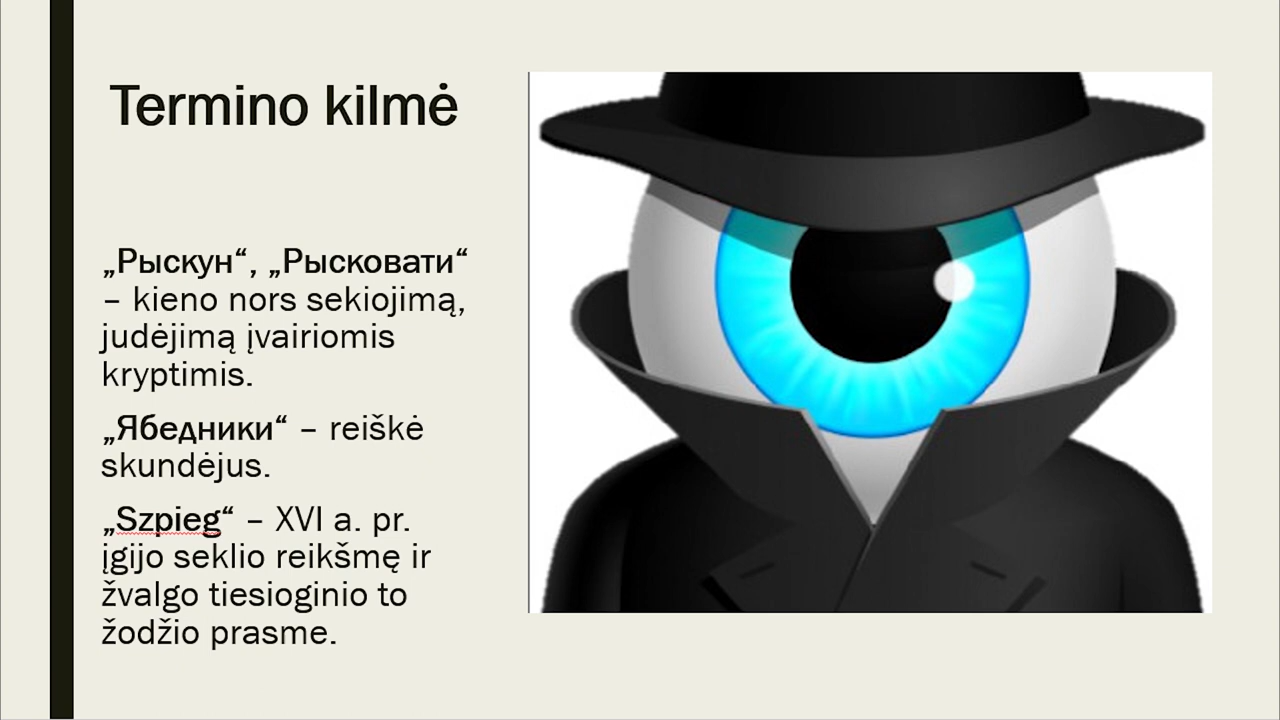 Termino kilmė
„Рыскун“, „Рысковати“
– kieno nors sekiojimą,
judėjimą įvairiomis
kryptimis.
„Ябедники“ – reiškė
skundėjus.
„Szpieg“ – XVI a. pr.
įgijo seklio reikšmę ir
žvalgo tiesioginio to
žodžio prasme.